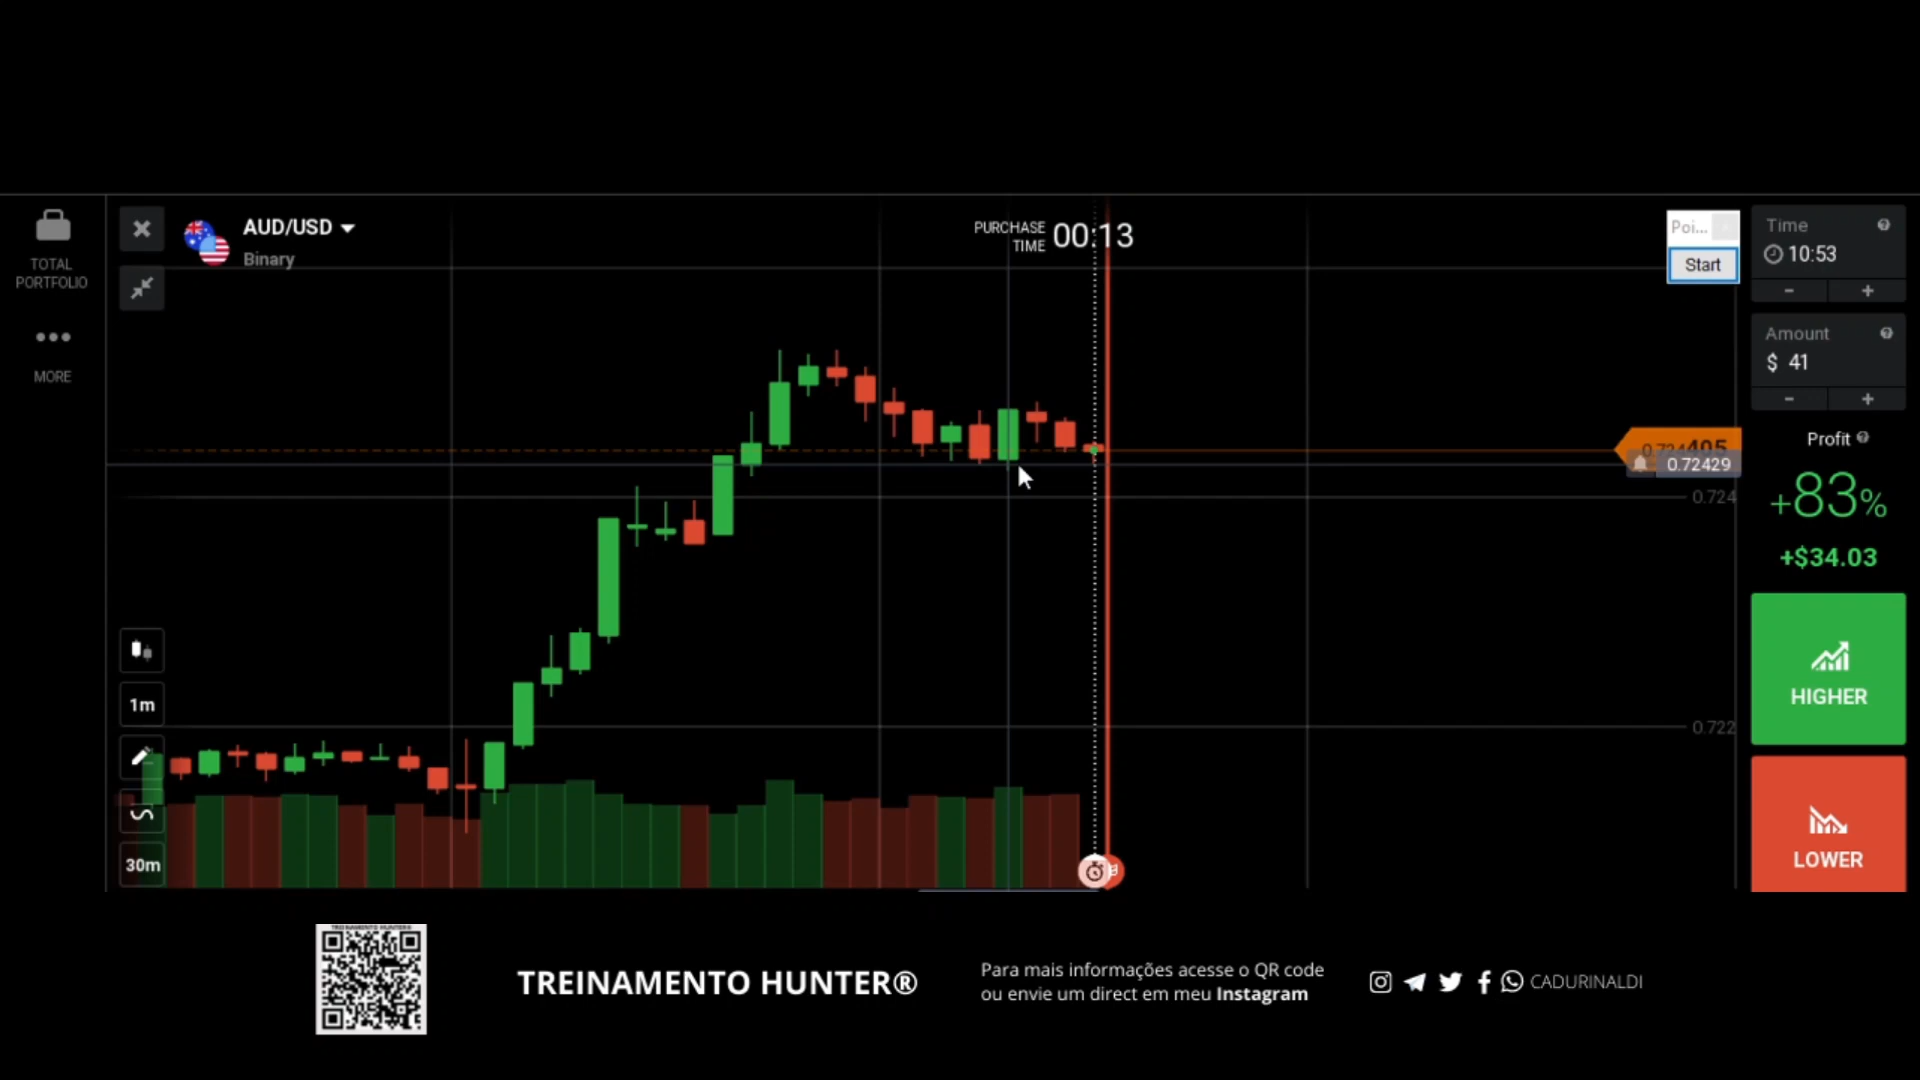 TOTAL
PORTFOLIO
MORE
AUD/USD
Binary
PURCHASE
TIME
00:13
Poi...
Start
Time
10:53
-
+
Amount
$ 41
-
+
Profit
+83%
+$34.03
HIGHER
LOWER
0.724405
0.72429
0.724
0.722
1m
30m
TREINAMENTO HUNTER®
Para mais informações acesse o QR code
ou envie um direct em meu Instagram
CADURINALDI